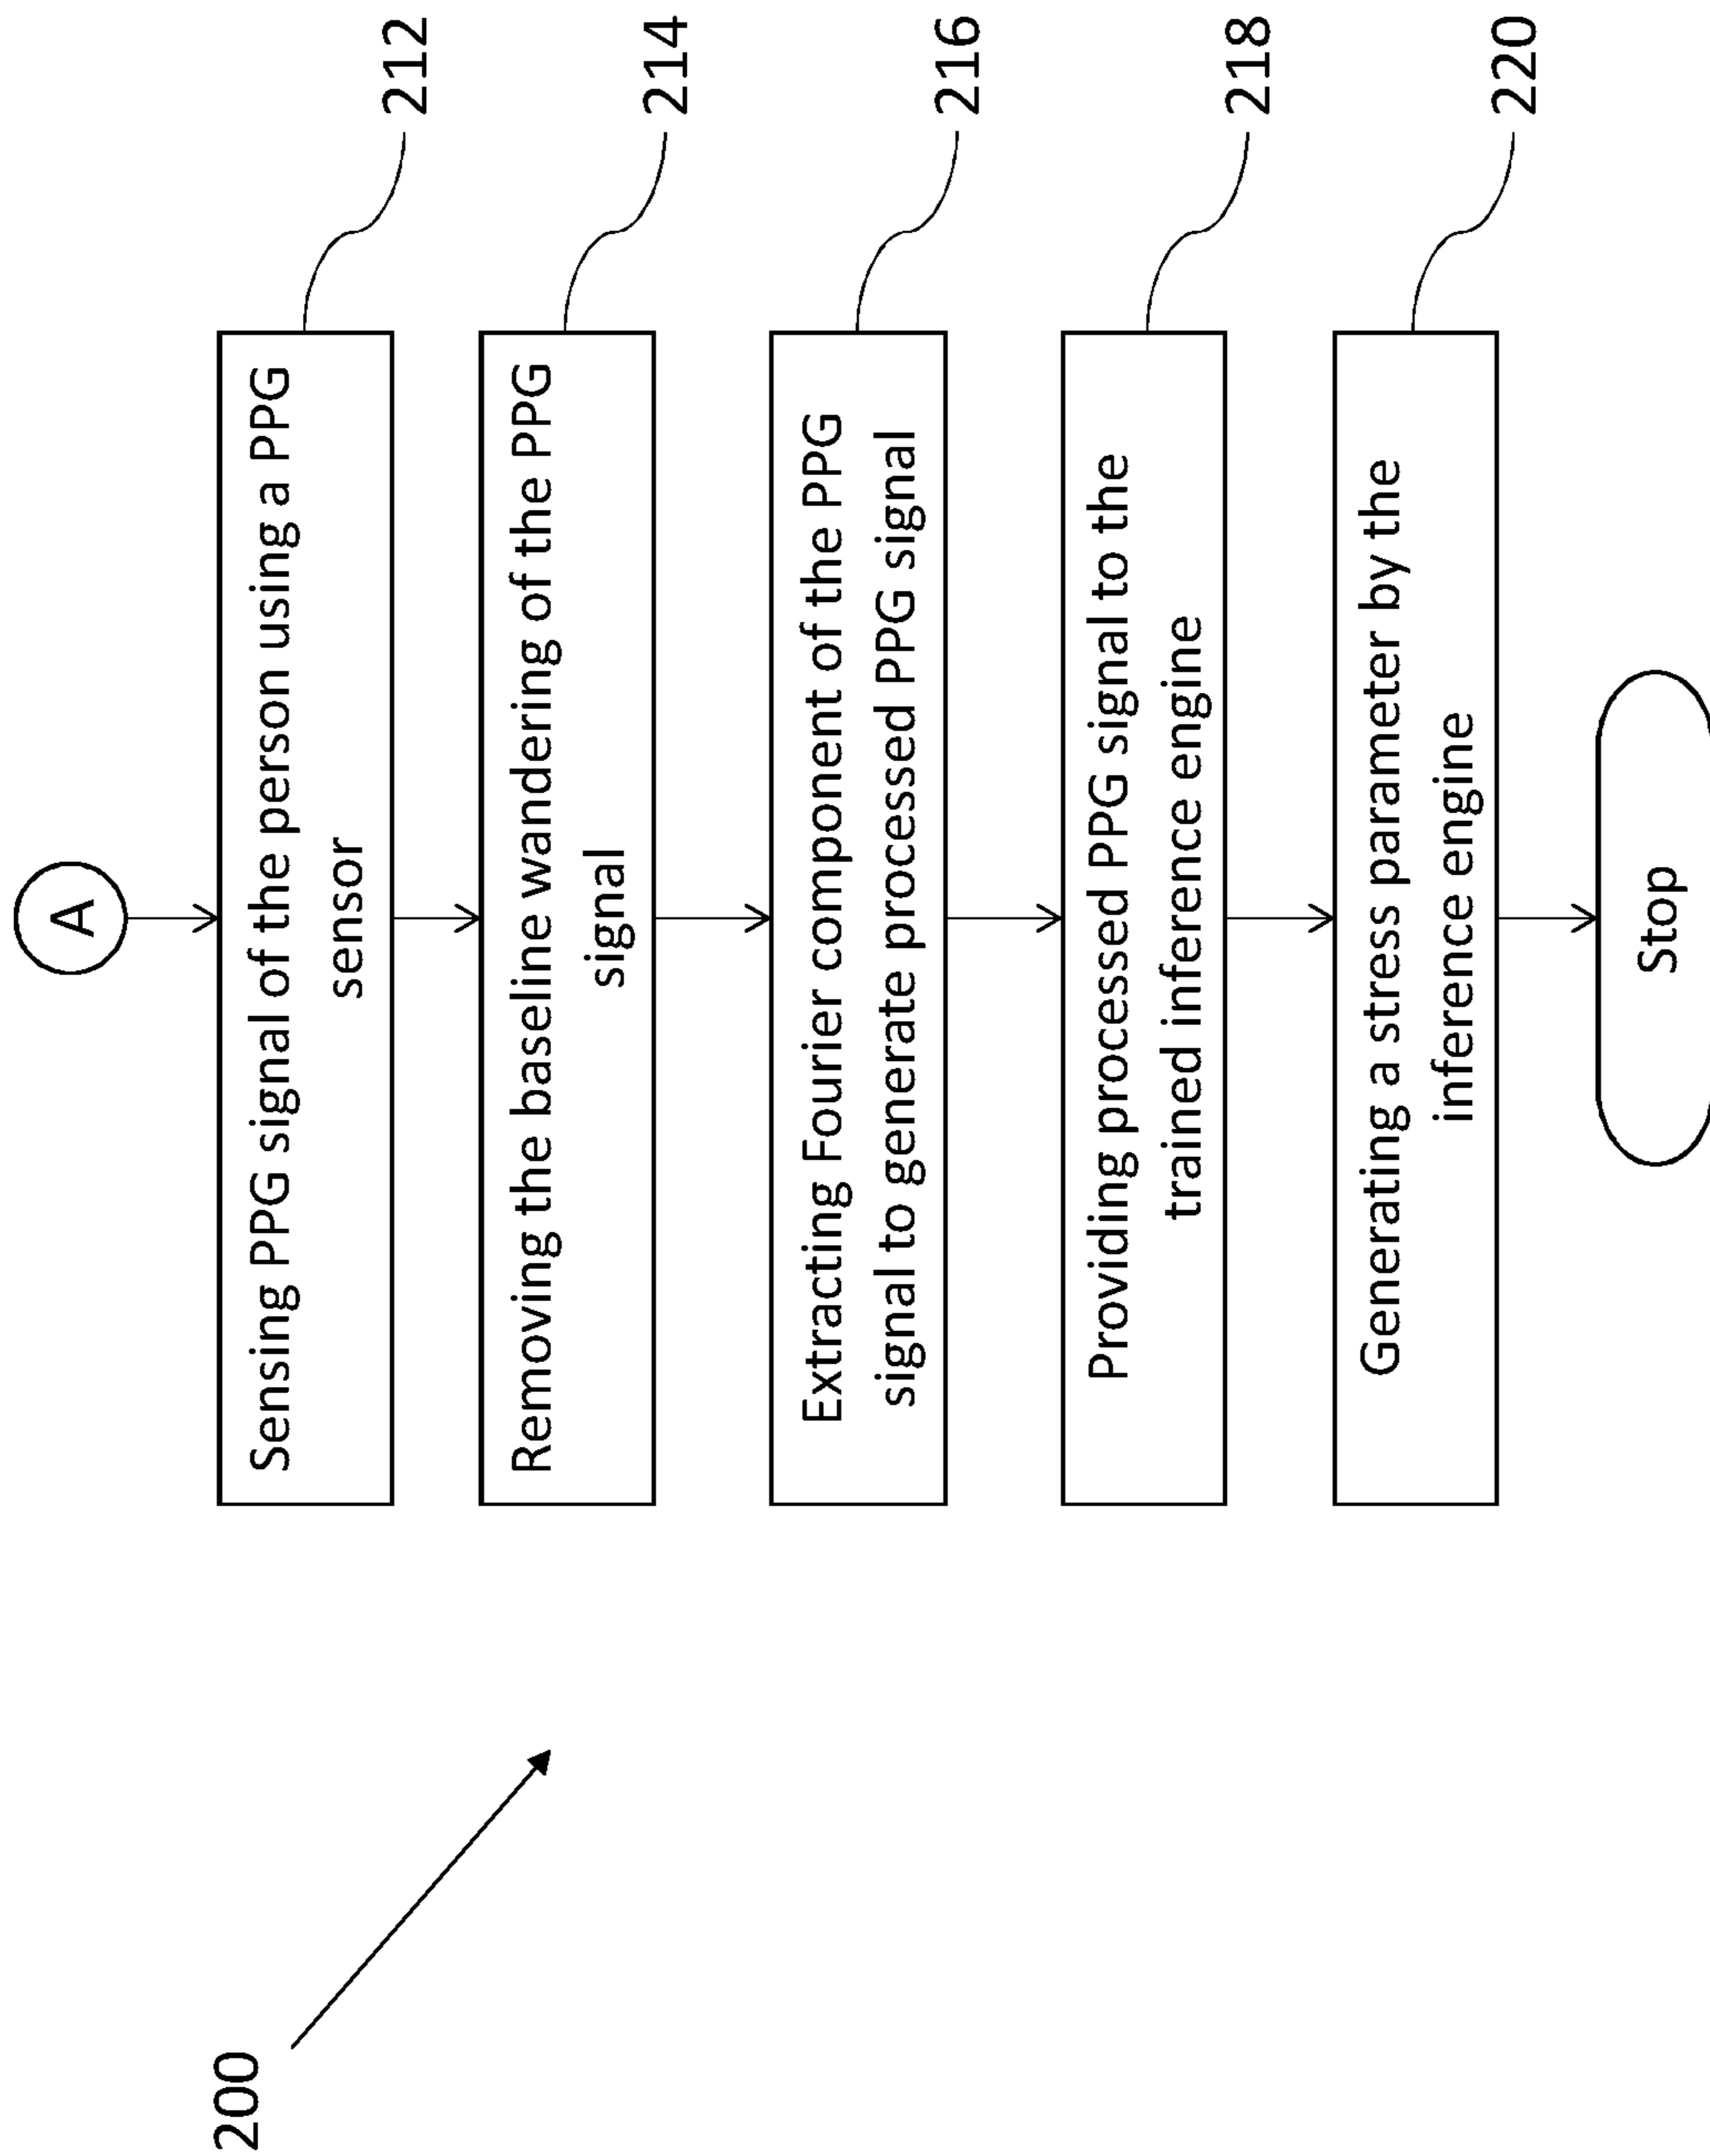 200
A
Sensing PPG signal of the person using a PPG
sensor
212
Removing the baseline wandering of the PPG
signal
214
Extracting Fourier component of the PPG
signal to generate processed PPG signal
216
Providing processed PPG signal to the
trained inference engine
218
Generating a stress parameter by the
inference engine
220
Stop